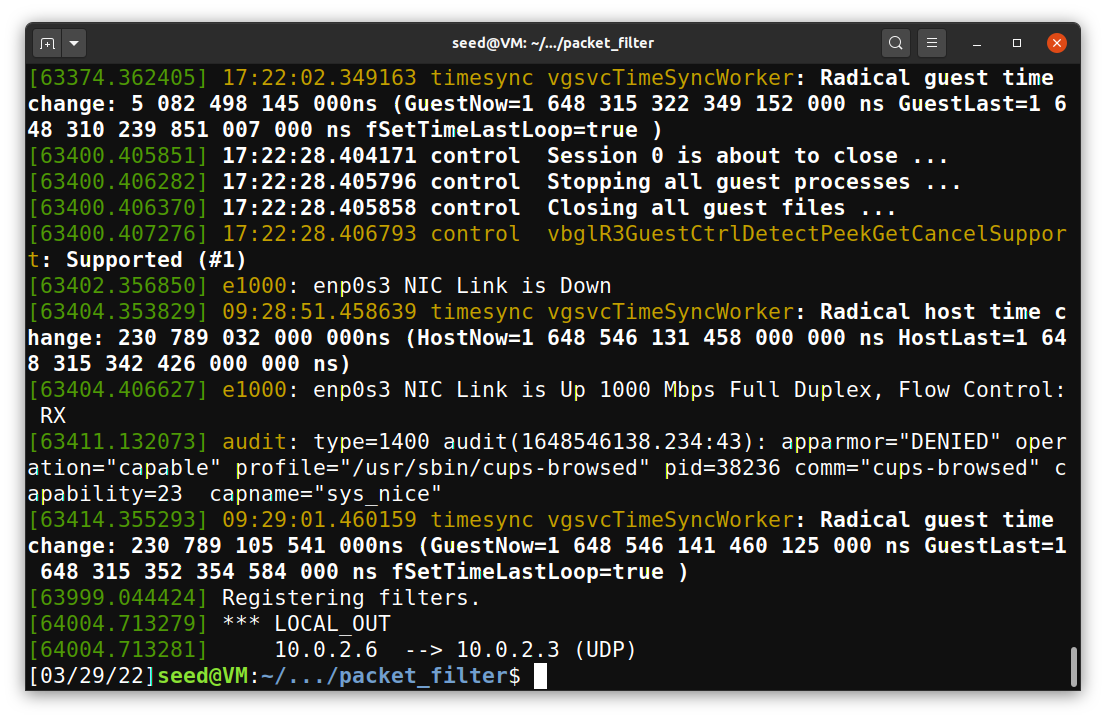 seed@VM: ~/.../packet_filter
[63374.362405] 17:22:02.349163 timesync vgsvcTimeSyncWorker: Radical guest time
change: 5 082 498 145 000ns (GuestNow=1 648 315 322 349 152 000 ns GuestLast=1 6
48 310 239 851 007 000 ns fSetTimeLastLoop=true )
[63400.405851] 17:22:28.404171 control  Session 0 is about to close ...
[63400.406282] 17:22:28.405796 control  Stopping all guest processes ...
[63400.406370] 17:22:28.405858 control  Closing all guest files ...
[63400.407276] 17:22:28.406793 control  vbglR3GuestCtrlDetectPeekGetCancelSuppor
t: Supported (#1)
[63402.356850] e1000: enp0s3 NIC Link is Down
[63404.353829] 09:28:51.458639 timesync vgsvcTimeSyncWorker: Radical host time c
hange: 230 789 032 000 000ns (HostNow=1 648 546 131 458 000 000 ns HostLast=1 64
8 315 342 426 000 000 ns)
[63404.406627] e1000: enp0s3 NIC Link is Up 1000 Mbps Full Duplex, Flow Control:
 RX
[63411.132073] audit: type=1400 audit(1648546138.234:43): apparmor="DENIED" oper
ation="capable" profile="/usr/sbin/cups-browsed" pid=38236 comm="cups-browsed" c
apability=23  capname="sys_nice"
[63414.355293] 09:29:01.460159 timesync vgsvcTimeSyncWorker: Radical guest time
change: 230 789 105 541 000ns (GuestNow=1 648 546 141 460 125 000 ns GuestLast=1
 648 315 352 354 584 000 ns fSetTimeLastLoop=true )
[63999.044424] Registering filters.
[64004.713279] *** LOCAL_OUT
[64004.713281]     10.0.2.6  --> 10.0.2.3 (UDP)
[03/29/22]seed@VM:~/.../packet_filter$